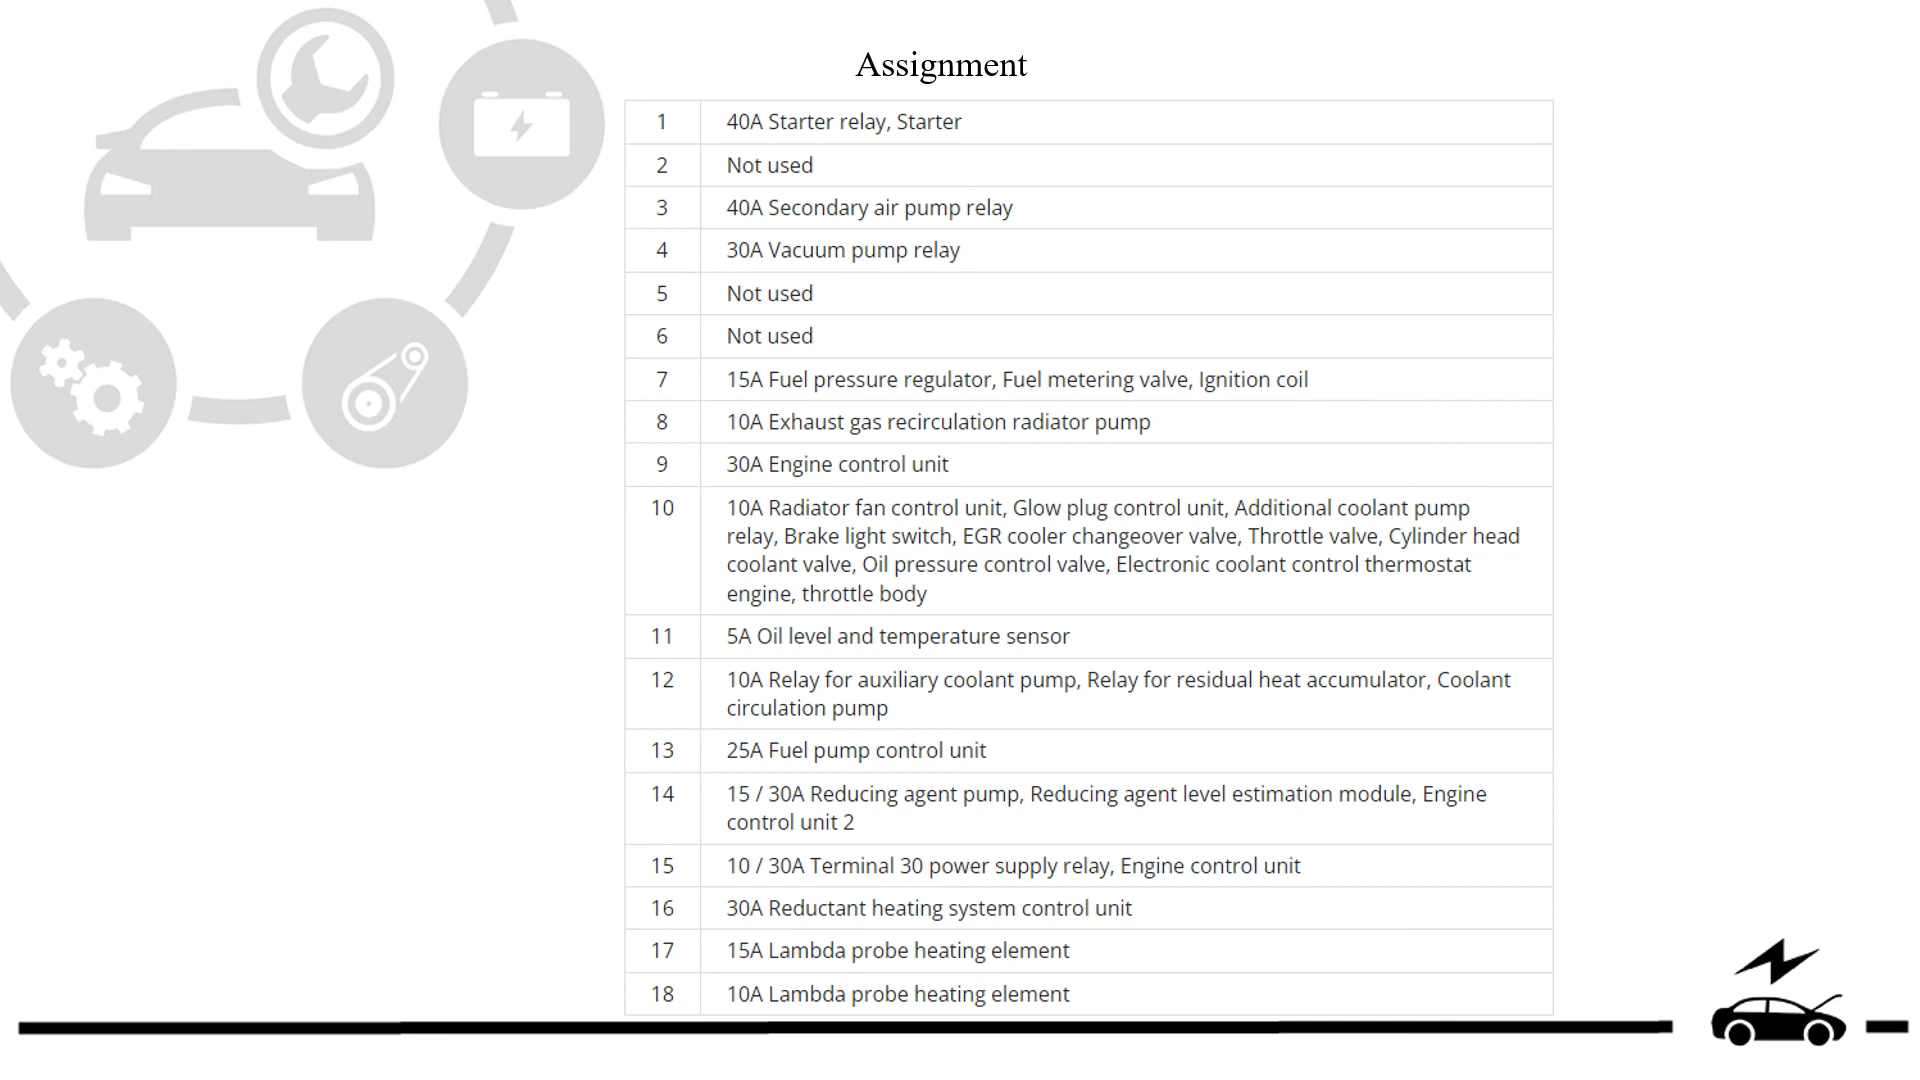 Assignment
1 40A Starter relay, Starter
2 Not used
3 40A Secondary air pump relay
4 30A Vacuum pump relay
5 Not used
6 Not used
7 15A Fuel pressure regulator, Fuel metering valve, Ignition coil
8 10A Exhaust gas recirculation radiator pump
9 30A Engine control unit
10 10A Radiator fan control unit, Glow plug control unit, Additional coolant pump
relay, Brake light switch, EGR cooler changeover valve, Throttle valve, Cylinder head
coolant valve, Oil pressure control valve, Electronic coolant control thermostat
engine, throttle body
11 5A Oil level and temperature sensor
12 10A Relay for auxiliary coolant pump, Relay for residual heat accumulator, Coolant
circulation pump
13 25A Fuel pump control unit
14 15 / 30A Reducing agent pump, Reducing agent level estimation module, Engine
control unit 2
15 10 / 30A Terminal 30 power supply relay, Engine control unit
16 30A Reductant heating system control unit
17 15A Lambda probe heating element
18 10A Lambda probe heating element